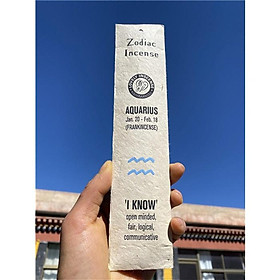 Zodiac
Incense
AQUARIUS
Jan. 20 - Feb. 18
(FRANKINCENSE)
'I KNOW'
open minded,
fair, logical,
communicative